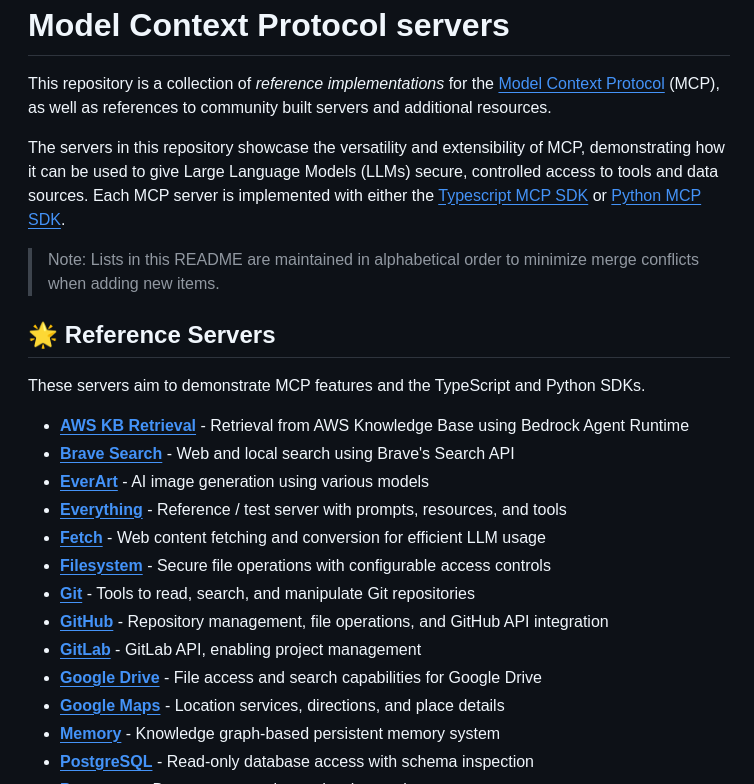 Model Context Protocol servers
This repository is a collection of reference implementations for the Model Context Protocol (MCP),
as well as references to community built servers and additional resources.
The servers in this repository showcase the versatility and extensibility of MCP, demonstrating how
it can be used to give Large Language Models (LLMs) secure, controlled access to tools and data
sources. Each MCP server is implemented with either the Typescript MCP SDK or Python MCP
SDK.
Note: Lists in this README are maintained in alphabetical order to minimize merge conflicts
when adding new items.
🌟 Reference Servers
These servers aim to demonstrate MCP features and the TypeScript and Python SDKs.
• AWS KB Retrieval - Retrieval from AWS Knowledge Base using Bedrock Agent Runtime
• Brave Search - Web and local search using Brave's Search API
• EverArt - AI image generation using various models
• Everything - Reference / test server with prompts, resources, and tools
• Fetch - Web content fetching and conversion for efficient LLM usage
• Filesystem - Secure file operations with configurable access controls
• Git - Tools to read, search, and manipulate Git repositories
• GitHub - Repository management, file operations, and GitHub API integration
• GitLab - GitLab API, enabling project management
• Google Drive - File access and search capabilities for Google Drive
• Google Maps - Location services, directions, and place details
• Memory - Knowledge graph-based persistent memory system
• PostgreSQL - Read-only database access with schema inspection